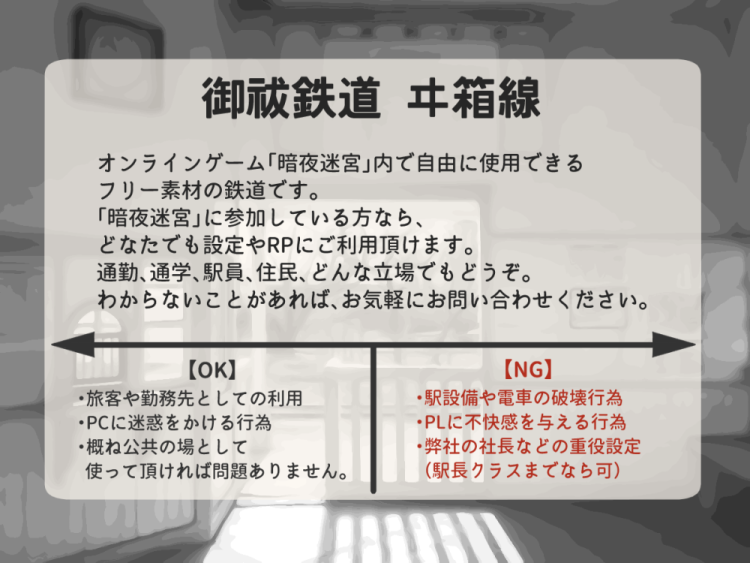 御祓鉄道 ヰ箱線
オンラインゲーム「暗夜迷宮」内で自由に使用できる
フリー素材の鉄道です。
「暗夜迷宮」に参加している方なら、
どなたでも設定やRPにご利用頂けます。
通勤、通学、駅員、住民、どんな立場でもどうぞ。
わからないことがあれば、お気軽にお問い合わせください。
【OK】
・旅客や勤務先としての利用
・PCに迷惑をかける行為
・概ね公共の場として
使って頂ければ問題ありません。
【NG】
・駅設備や電車の破壊行為
・PLに不快感を与える行為
・弊社の社長などの重役設定
（駅長クラスまでなら可）